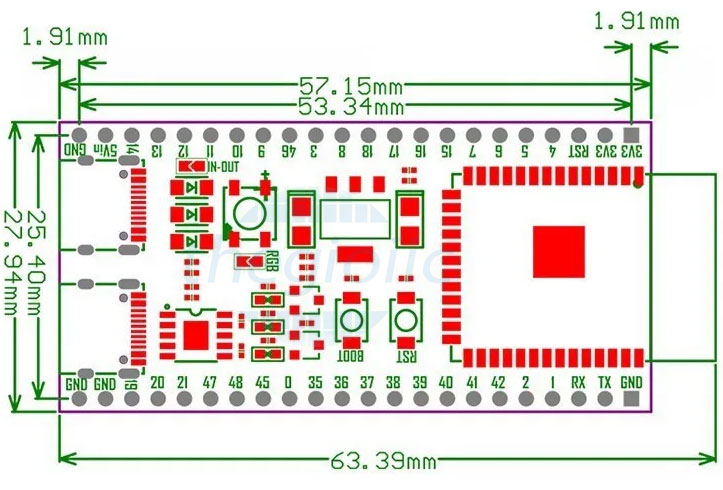 1.91mm
1.91mm
57.15mm
53.34mm
GND 5Vin 14 13 12 11 10 9 46 3 8 18 17 16 15 7 6 5 4 RST 3V3 3V3
IN-OUT
RGB
thegioiic
25.40mm
27.94mm
BOOT RST
GND GND 19 20 21 47 48 45 0 35 36 37 38 39 40 41 42 2 1 RX TX GND
63.39mm